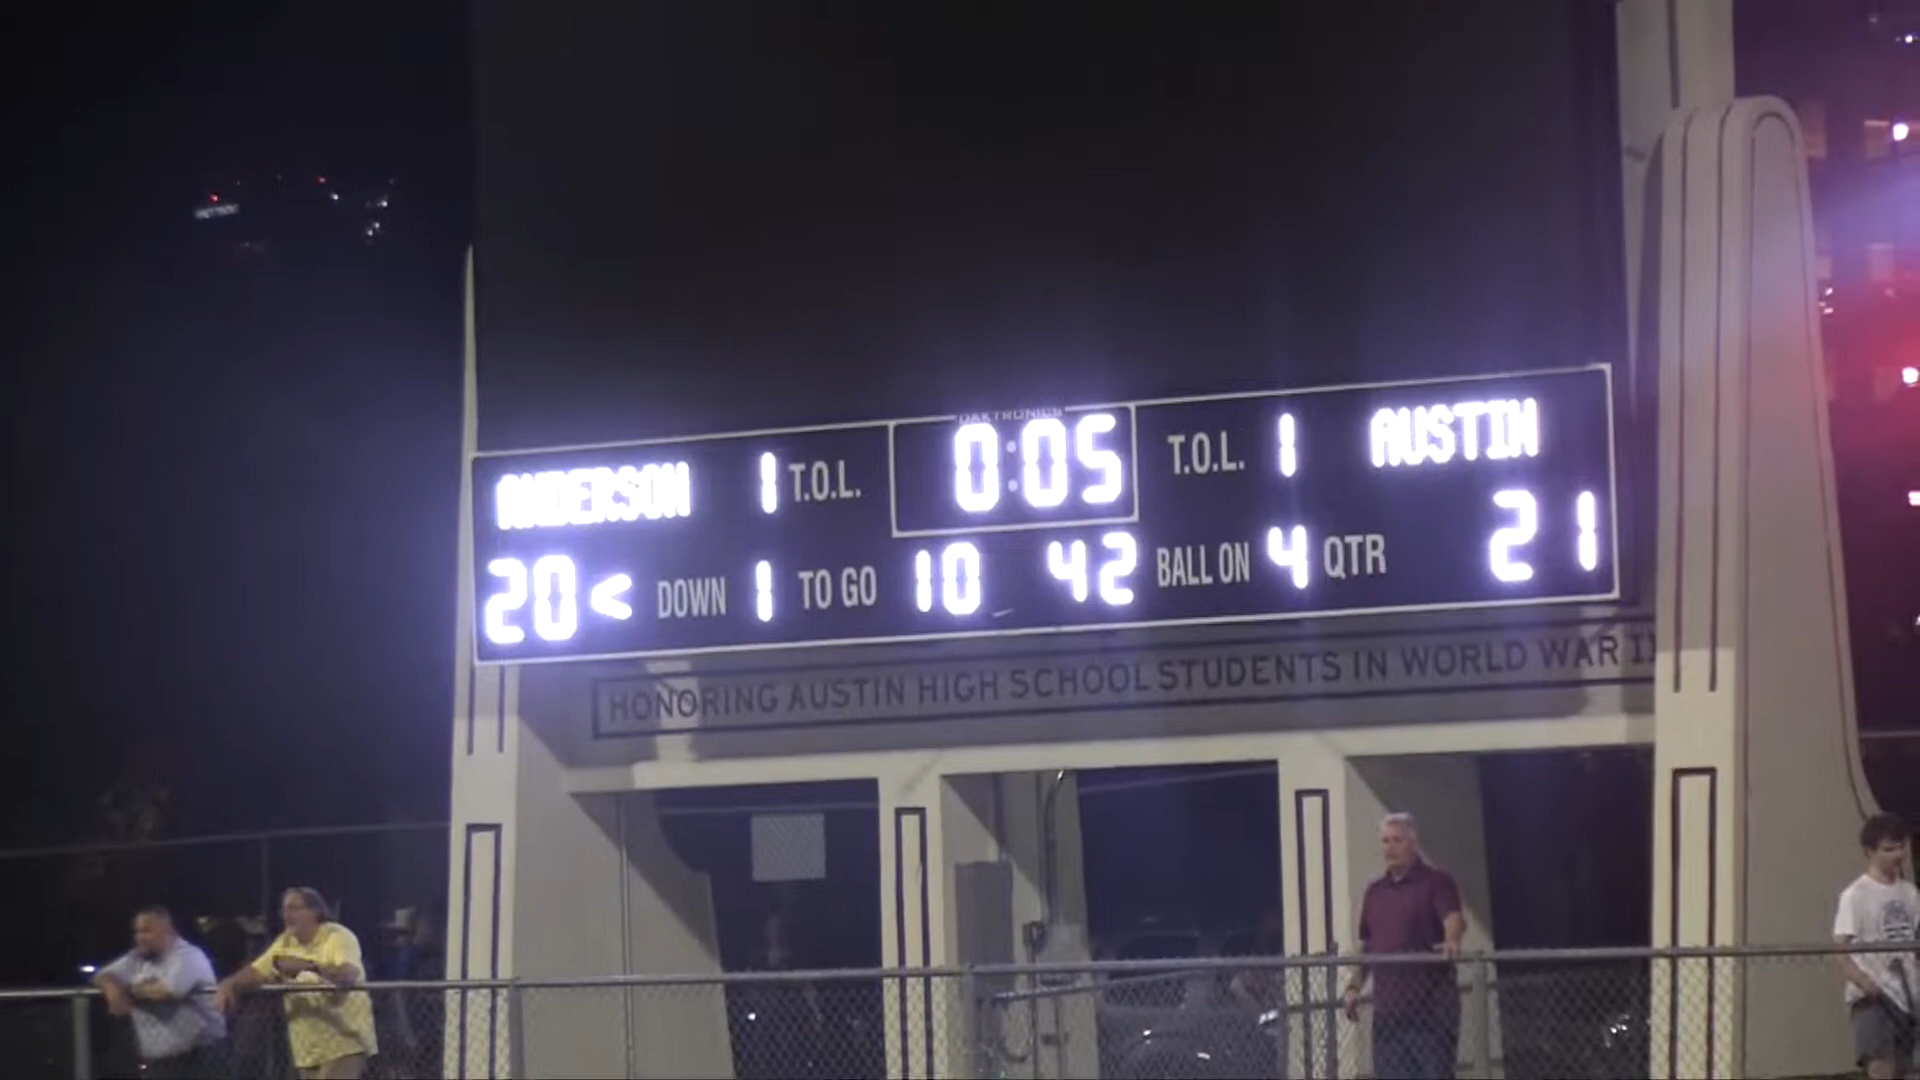 DAKTRONICS
ANDERSON 1 T.O.L. 0:05 T.O.L. 1 AUSTIN
20 < DOWN 1 TO GO 10 42 BALL ON 4 QTR 21
HONORING AUSTIN HIGH SCHOOL STUDENTS IN WORLD WAR II